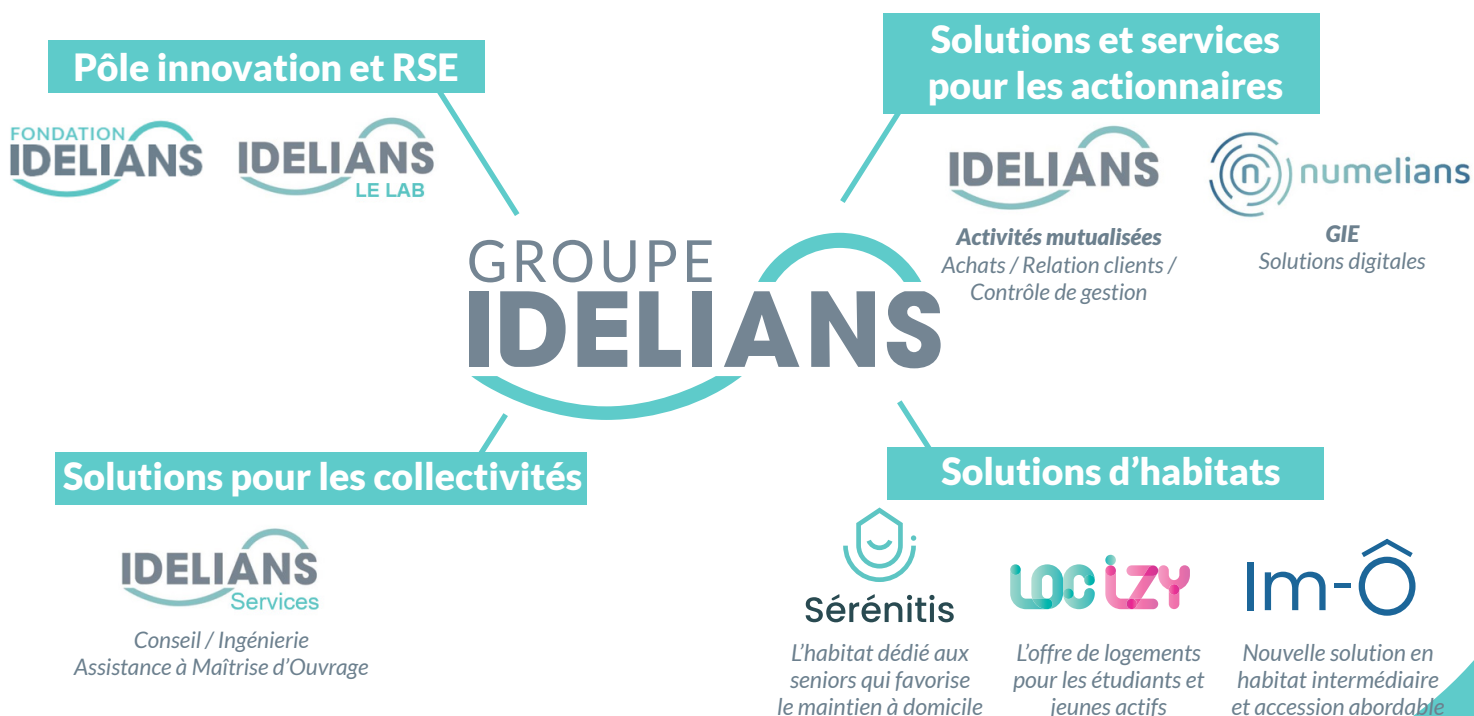 Pôle innovation et RSE
FONDATION
IDELIANS
IDELIANS
LE LAB
Solutions et services
pour les actionnaires
IDELIANS
Activités mutualisées
Achats / Relation clients /
Contrôle de gestion
n numelians
GIE
Solutions digitales
GROUPE
IDELIANS
Solutions pour les collectivités
IDELIANS
Services
Conseil / Ingénierie
Assistance à Maîtrise d’Ouvrage
Solutions d’habitats
Sérénitis
L’habitat dédié aux
seniors qui favorise
le maintien à domicile
LOC iZY
L’offre de logements
pour les étudiants et
jeunes actifs
Im-Ô
Nouvelle solution en
habitat intermédiaire
et accession abordable